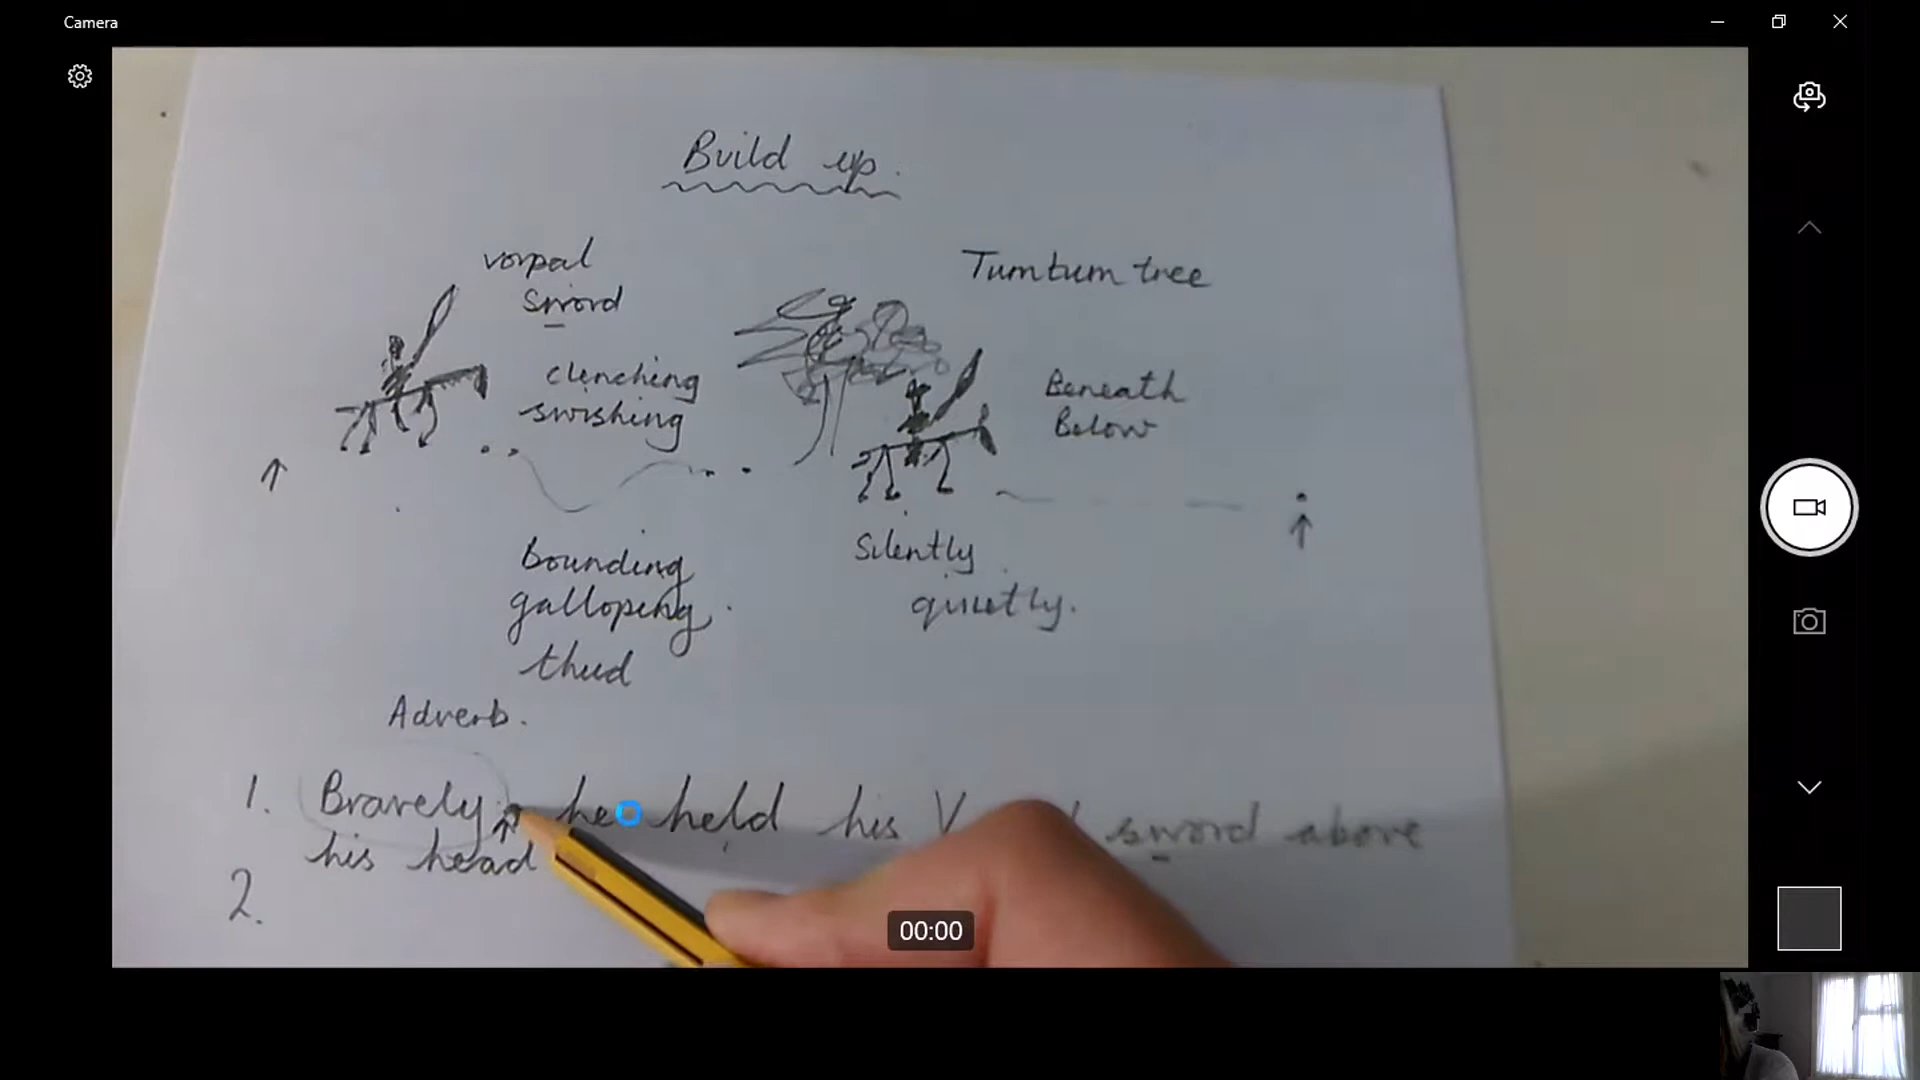 Camera
Build up.
vorpal
sword
Tumtum tree
clenching
swishing
Beneath
Below
Bounding
galloping
thud
Silently
quietly.
Adverb.
1. Bravely, he held his sword above
his head
2.
00:00